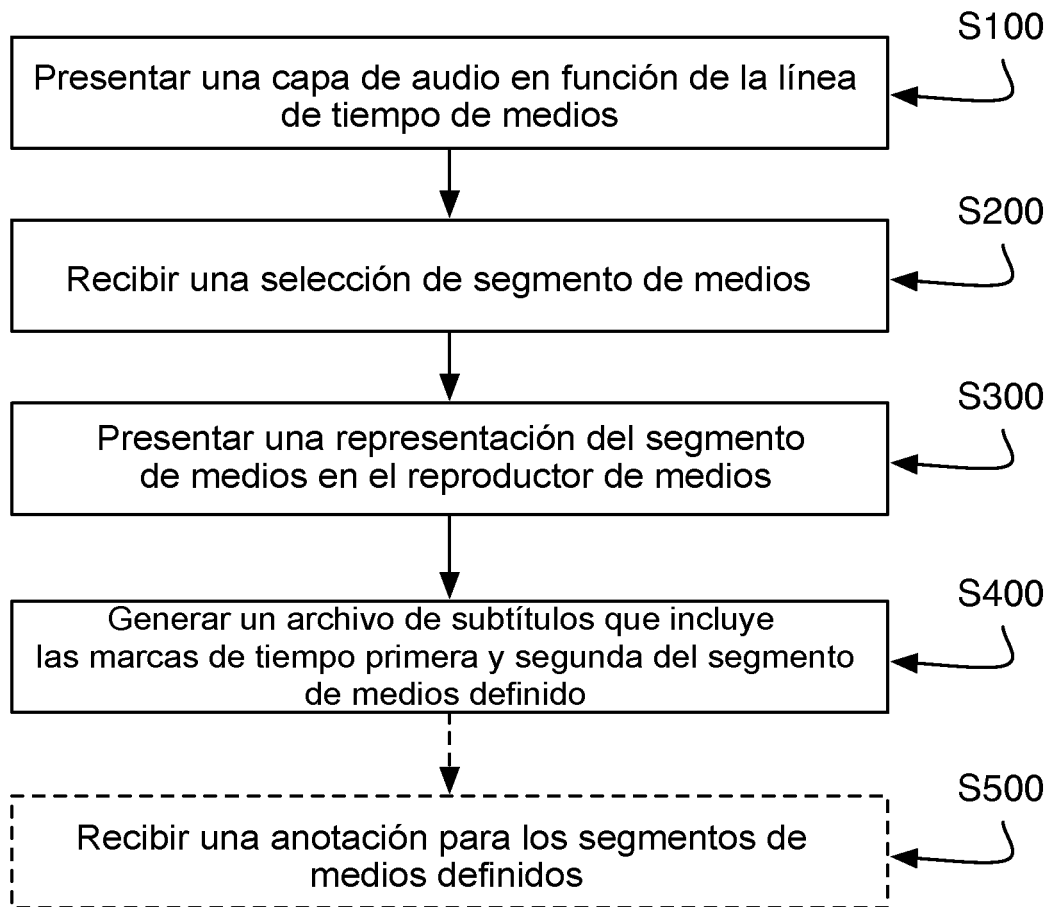 S100
Presentar una capa de audio en función de la línea
de tiempo de medios
S200
Recibir una selección de segmento de medios
S300
Presentar una representación del segmento
de medios en el reproductor de medios
S400
Generar un archivo de subtítulos que incluye
las marcas de tiempo primera y segunda del segmento
de medios definido
S500
Recibir una anotación para los segmentos de
medios definidos